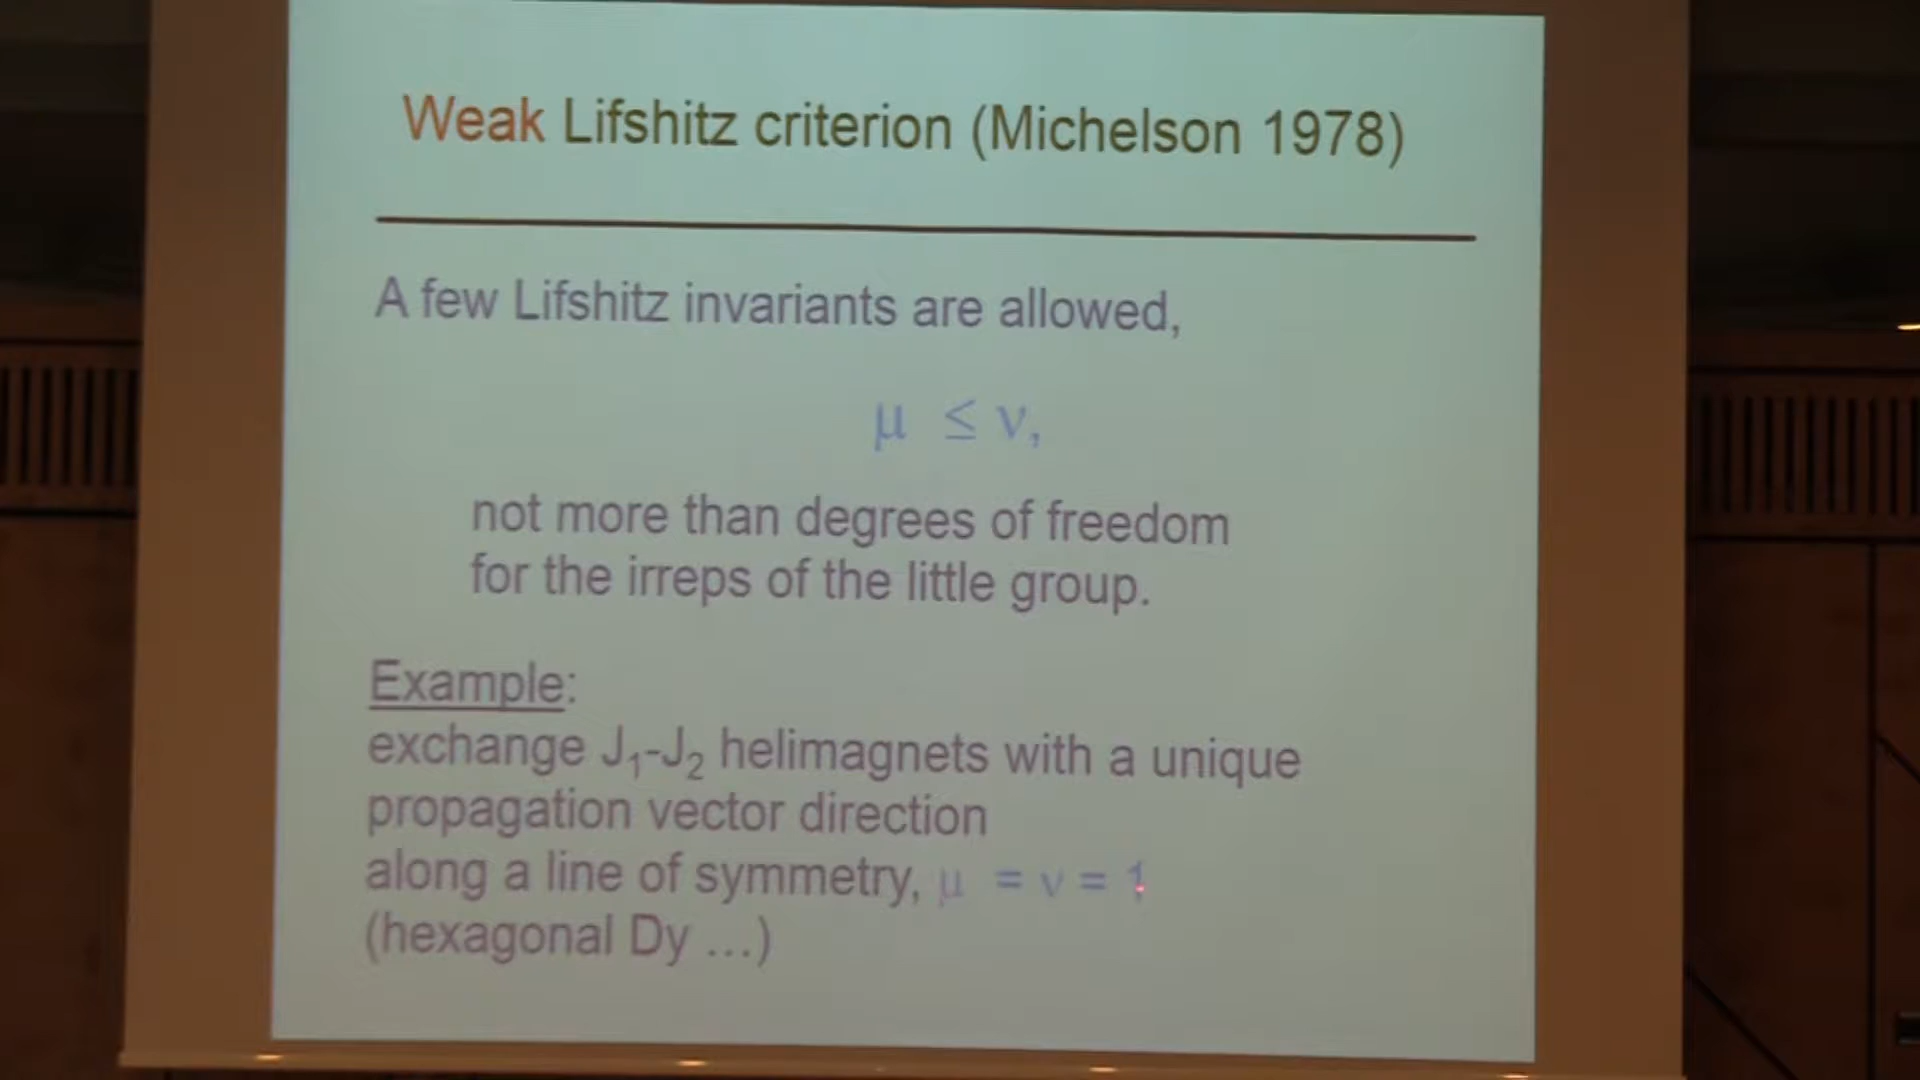 Weak Lifshitz criterion (Michelson 1978)
A few Lifshitz invariants are allowed,
μ ≤ ν,
not more than degrees of freedom
for the irreps of the little group.
Example:
exchange J₁-J₂ helimagnets with a unique
propagation vector direction
along a line of symmetry, μ = ν = 1
(hexagonal Dy ...)